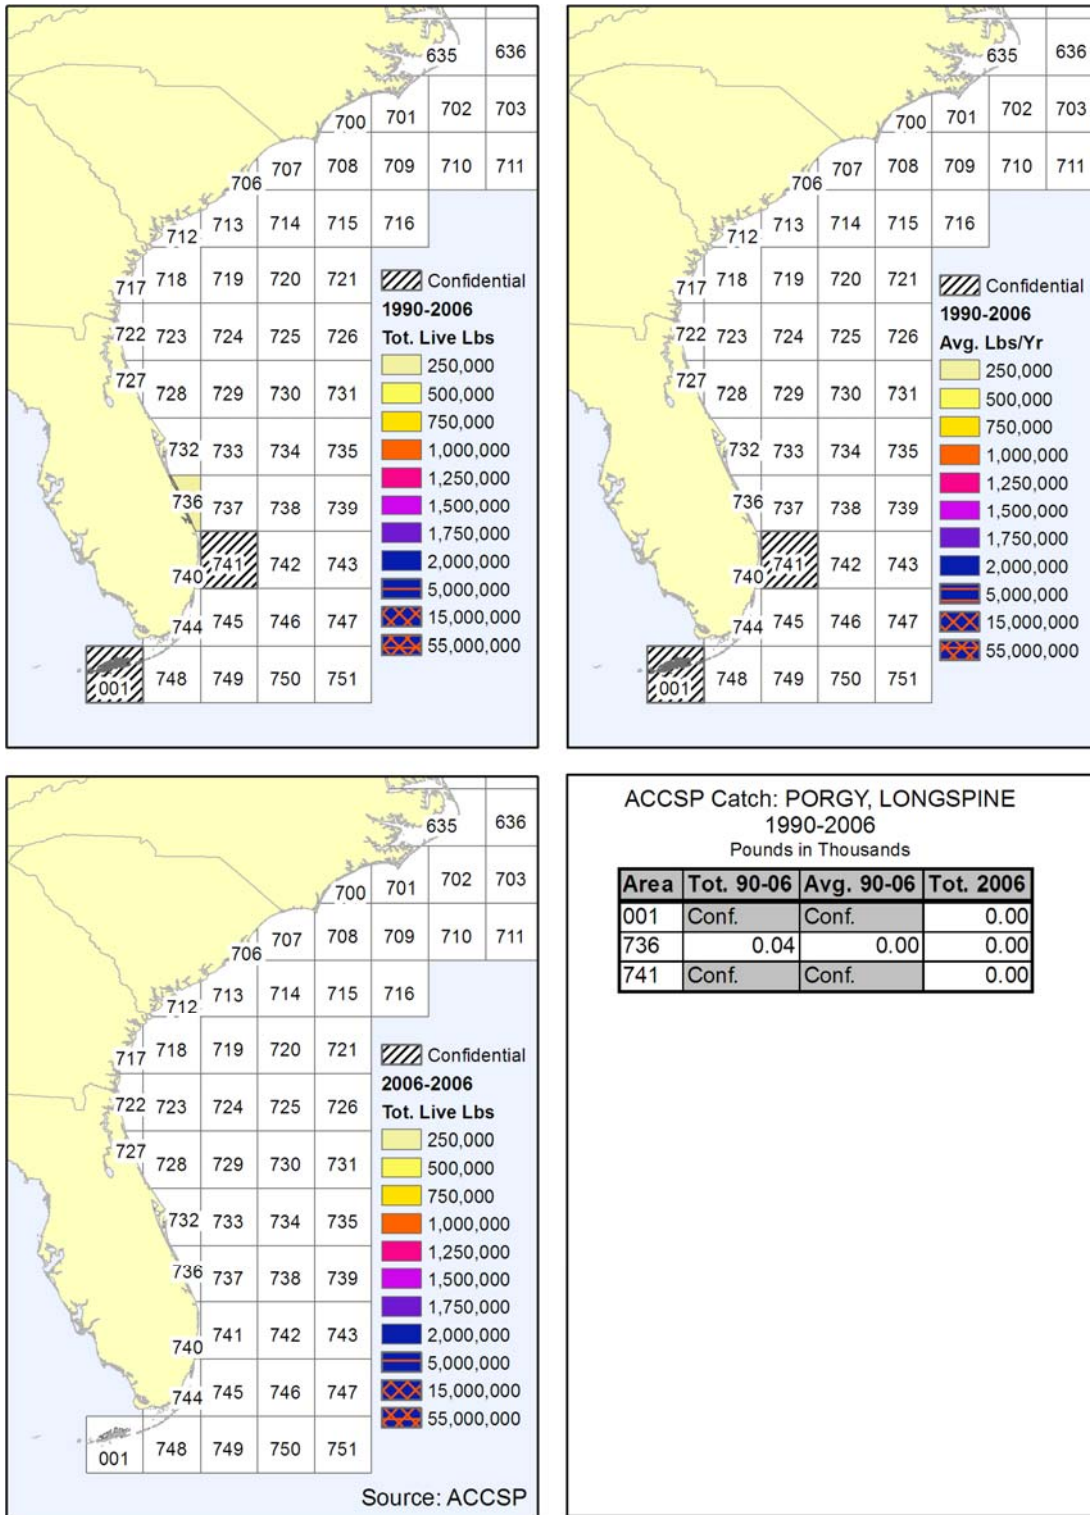 635 636
700 701 702 703
706 707 708 709 710 711
712 713 714 715 716
717 718 719 720 721
722 723 724 725 726
727 728 729 730 731
732 733 734 735
736 737 738 739
740 741 742 743
744 745 746 747
001 748 749 750 751
Confidential
1990-2006
Tot. Live Lbs
250,000
500,000
750,000
1,000,000
1,250,000
1,500,000
1,750,000
2,000,000
5,000,000
15,000,000
55,000,000
635 636
700 701 702 703
706 707 708 709 710 711
712 713 714 715 716
717 718 719 720 721
722 723 724 725 726
727 728 729 730 731
732 733 734 735
736 737 738 739
740 741 742 743
744 745 746 747
001 748 749 750 751
Confidential
1990-2006
Avg. Lbs/Yr
250,000
500,000
750,000
1,000,000
1,250,000
1,500,000
1,750,000
2,000,000
5,000,000
15,000,000
55,000,000
635 636
700 701 702 703
706 707 708 709 710 711
712 713 714 715 716
717 718 719 720 721
722 723 724 725 726
727 728 729 730 731
732 733 734 735
736 737 738 739
740 741 742 743
744 745 746 747
001 748 749 750 751
Confidential
2006-2006
Tot. Live Lbs
250,000
500,000
750,000
1,000,000
1,250,000
1,500,000
1,750,000
2,000,000
5,000,000
15,000,000
55,000,000
Source: ACCSP
ACCSP Catch: PORGY, LONGSPINE
1990-2006
Pounds in Thousands
Area Tot. 90-06 Avg. 90-06 Tot. 2006
001 Conf. Conf. 0.00
736 0.04 0.00 0.00
741 Conf. Conf. 0.00